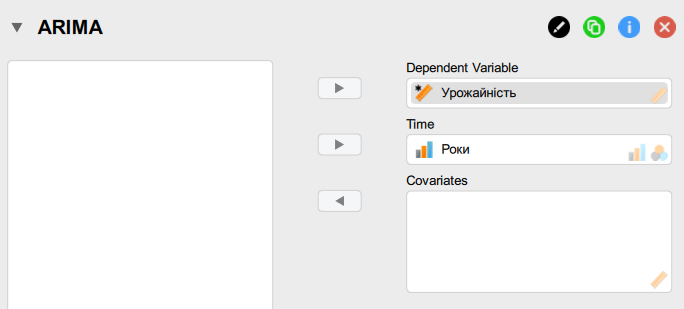 ARIMA
Dependent Variable
Урожайність
Time
Роки
Covariates